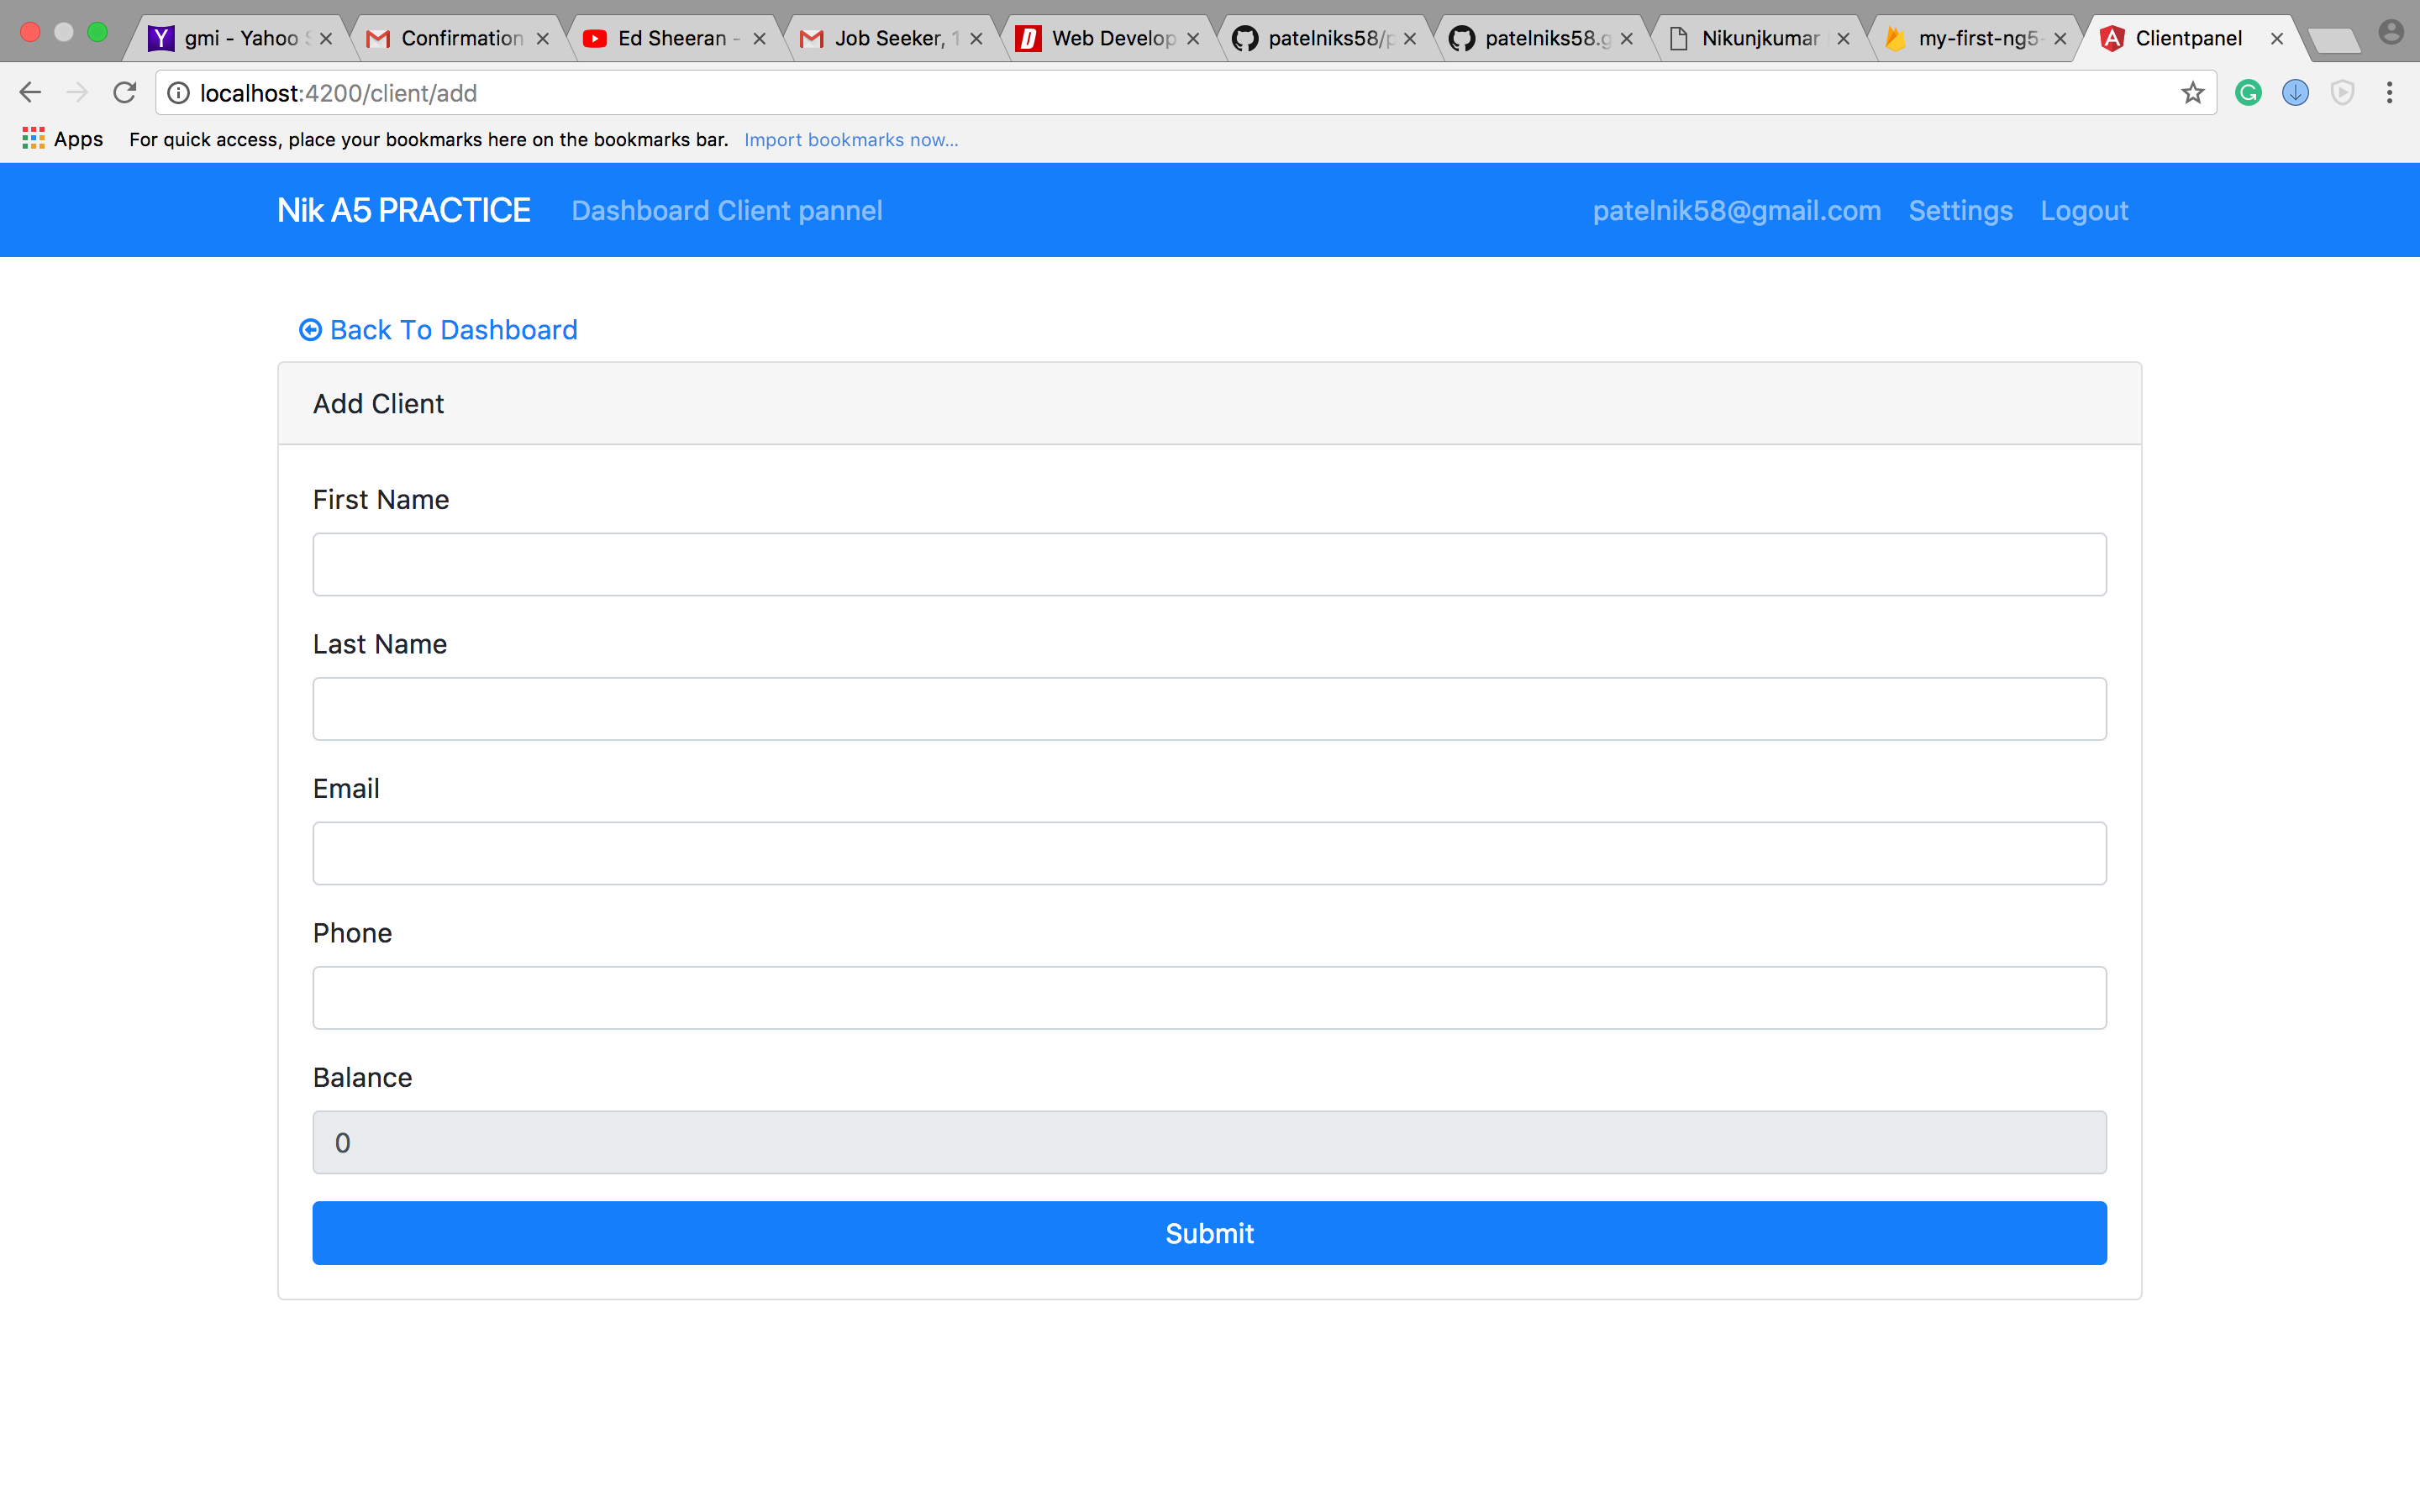 gmi - Yahoo
Confirmation
Ed Sheeran -
Job Seeker, 1
Web Develop
patelniks58/p
patelniks58.g
Nikunjkumar
my-first-ng5-
Clientpanel
localhost:4200/client/add
Apps
For quick access, place your bookmarks here on the bookmarks bar. Import bookmarks now...
Nik A5 PRACTICE Dashboard Client pannel patelnik58@gmail.com Settings Logout
Back To Dashboard
Add Client
First Name
Last Name
Email
Phone
Balance
0
Submit